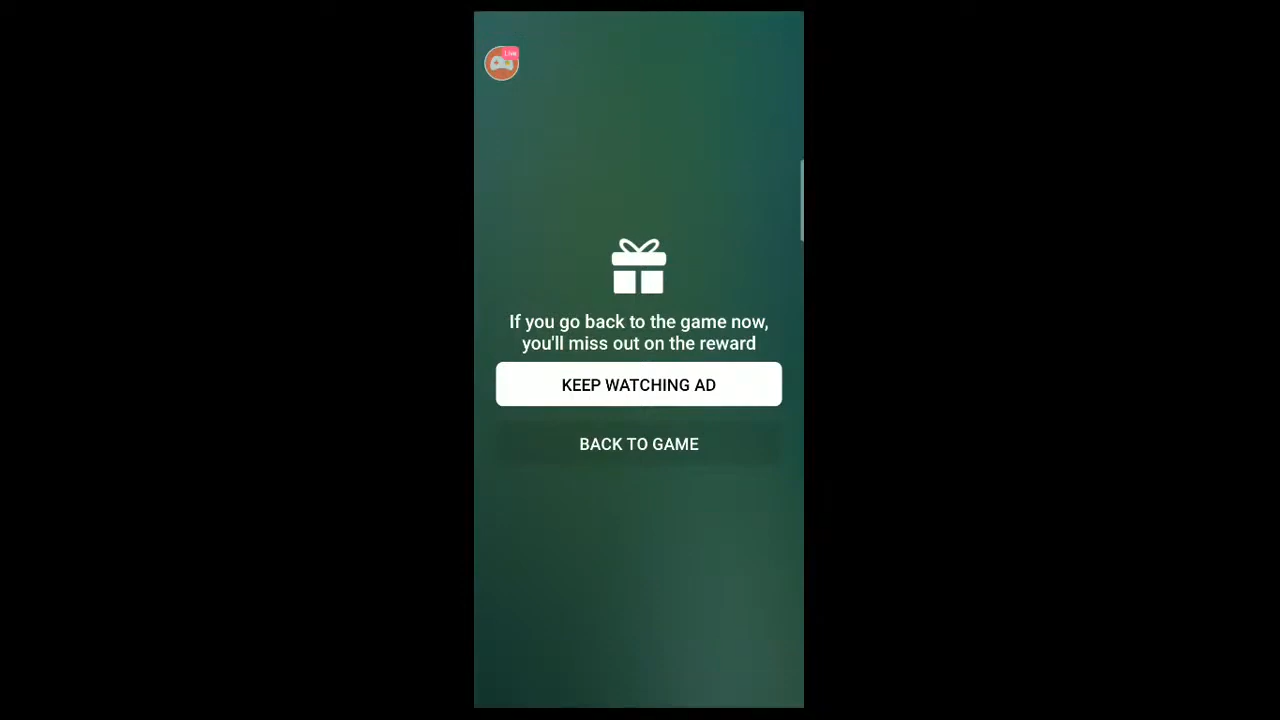 Live
If you go back to the game now,
you'll miss out on the reward
KEEP WATCHING AD
BACK TO GAME